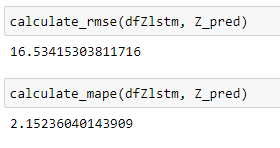 calculate_rmse(dfZlstm, Z_pred)
16.53415303811716
calculate_mape(dfZlstm, Z_pred)
2.15236040143909